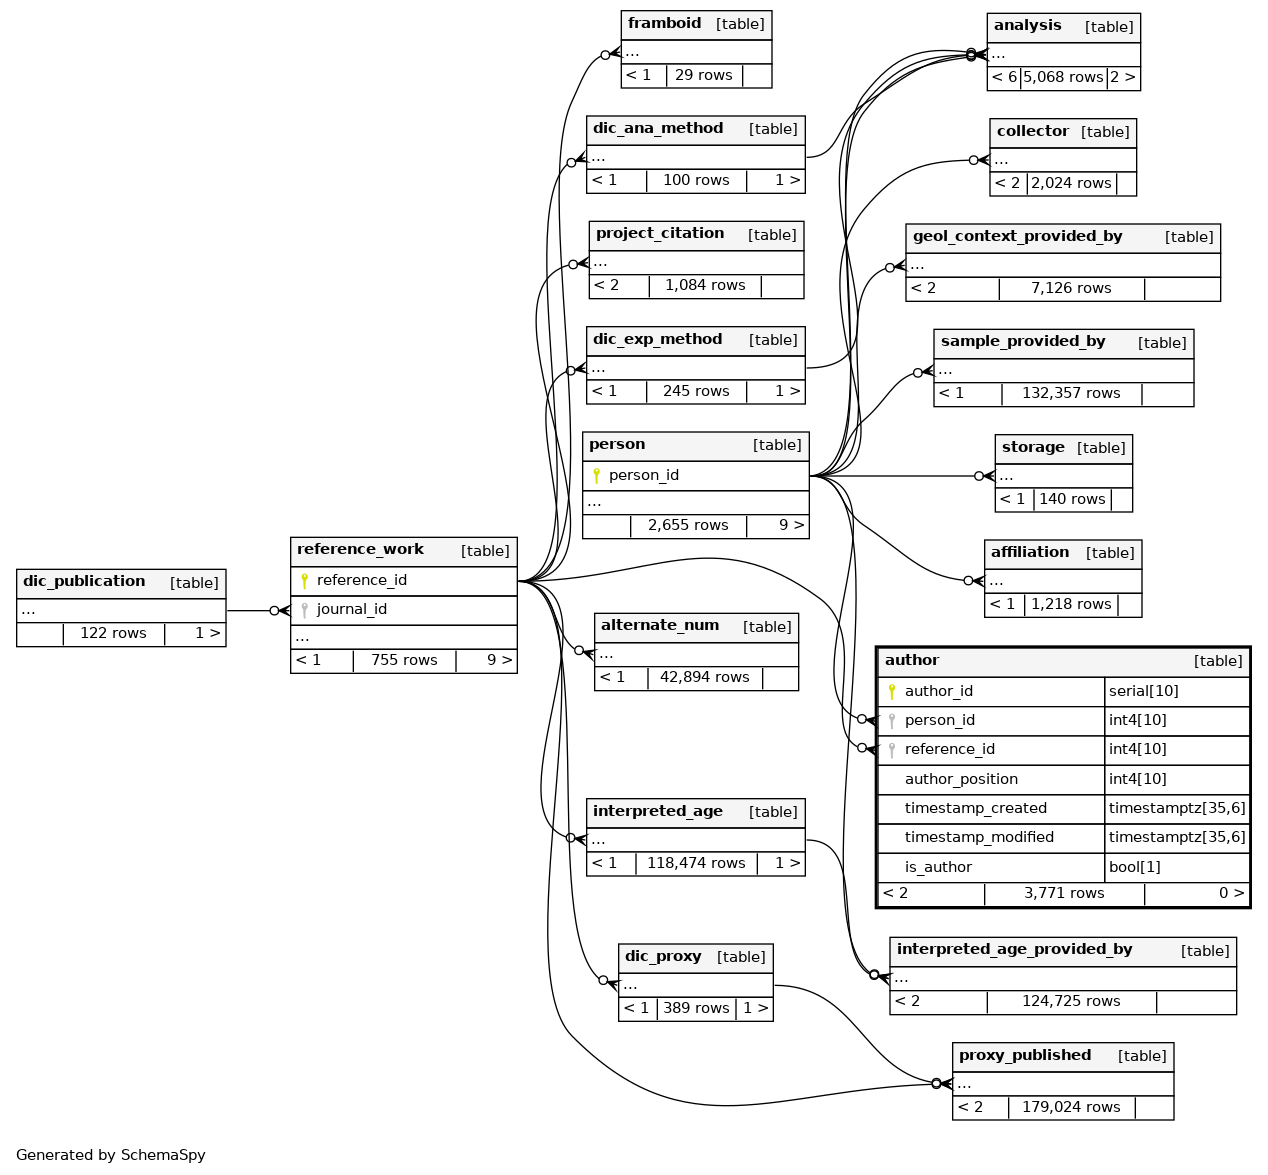 framboid [table]
...
< 1 29 rows
analysis [table]
...
< 6 5,068 rows 2 >
dic_ana_method [table]
...
< 1 100 rows 1 >
collector [table]
...
< 2 2,024 rows
project_citation [table]
...
< 2 1,084 rows
geol_context_provided_by [table]
...
< 2 7,126 rows
dic_exp_method [table]
...
< 1 245 rows 1 >
sample_provided_by [table]
...
< 1 132,357 rows
person [table]
person_id
...
2,655 rows 9 >
storage [table]
...
< 1 140 rows
dic_publication [table]
...
122 rows 1 >
reference_work [table]
reference_id
journal_id
...
< 1 755 rows 9 >
affiliation [table]
...
< 1 1,218 rows
alternate_num [table]
...
< 1 42,894 rows
author [table]
author_id serial[10]
person_id int4[10]
reference_id int4[10]
author_position int4[10]
timestamp_created timestamptz[35,6]
timestamp_modified timestamptz[35,6]
is_author bool[1]
< 2 3,771 rows 0 >
interpreted_age [table]
...
< 1 118,474 rows 1 >
dic_proxy [table]
...
< 1 389 rows 1 >
interpreted_age_provided_by [table]
...
< 2 124,725 rows
proxy_published [table]
...
< 2 179,024 rows
Generated by SchemaSpy